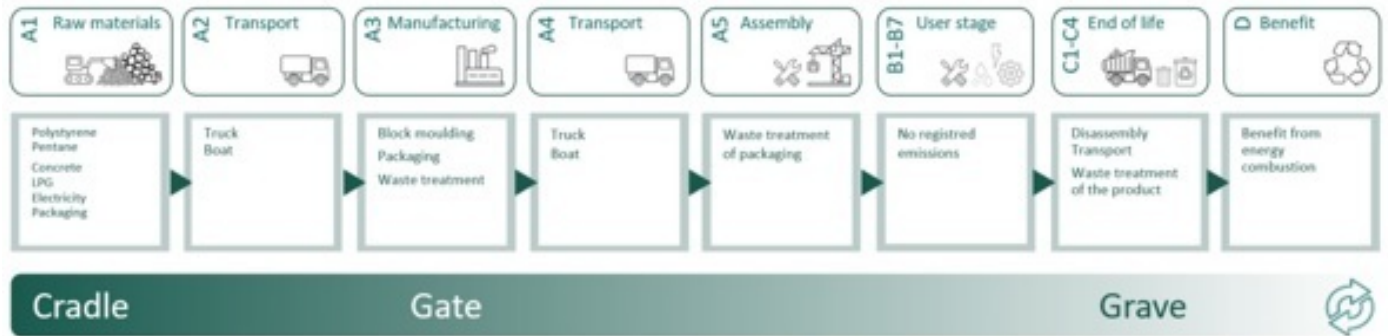 A1 Raw materials
A2 Transport
A3 Manufacturing
A4 Transport
A5 Assembly
B1-B7 User stage
C1-C4 End of life
D Benefit
Polystyrene
Pentane
Concrete
LPG
Electricity
Packaging
Truck
Boat
Block moulding
Packaging
Waste treatment
Truck
Boat
Waste treatment
of packaging
No registred
emissions
Disassembly
Transport
Waste treatment
of the product
Benefit from
energy
combustion
Cradle
Gate
Grave